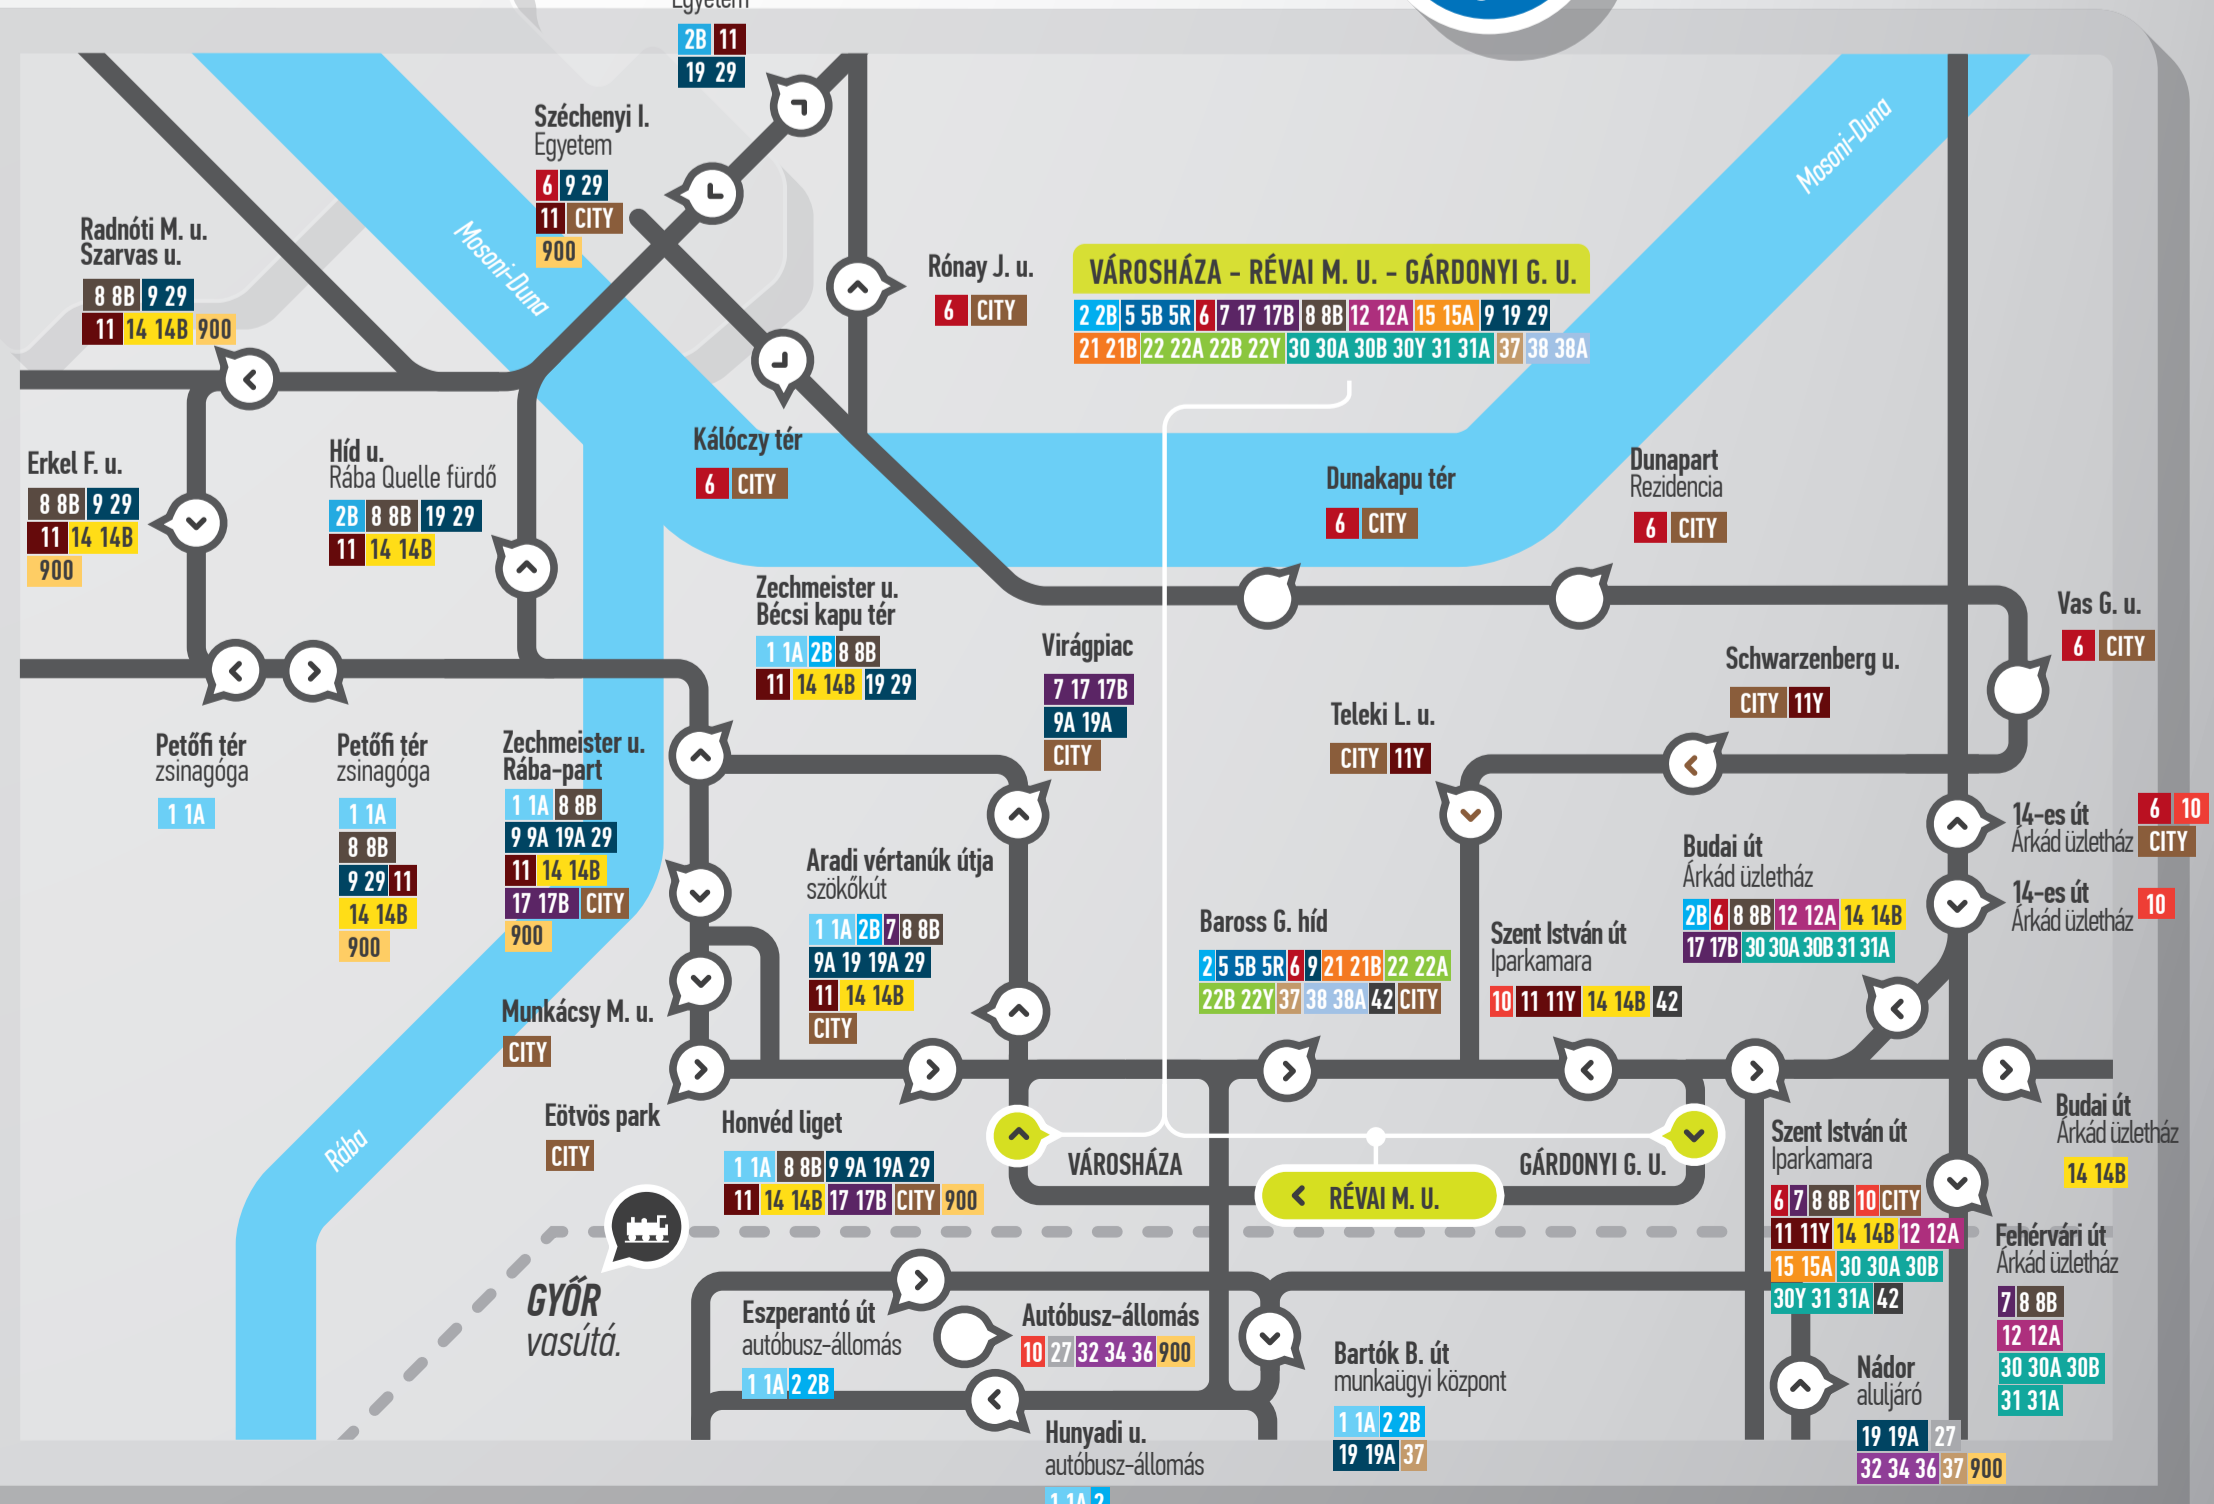 Egyetem
2B 11
19 29
Széchenyi I.
Egyetem
6 9 29
11 CITY
900
Mosoni-Duna
Mosoni-Duna
Radnóti M. u.
Szarvas u.
8 8B 9 29
11 14 14B 900
Rónay J. u.
6 CITY
VÁROSHÁZA - RÉVAI M. U. - GÁRDONYI G. U.
2 2B 5 5B 5R 6 7 17 17B 8 8B 12 12A 15 15A 9 19 29
21 21B 22 22A 22B 22Y 30 30A 30B 30Y 31 31A 37 38 38A
Erkel F. u.
8 8B 9 29
11 14 14B
900
Híd u.
Rába Quelle fürdő
2B 8 8B 19 29
11 14 14B
Kálóczy tér
6 CITY
Dunakapu tér
6 CITY
Dunapart
Rezidencia
6 CITY
Zechmeister u.
Bécsi kapu tér
1 1A 2B 8 8B
11 14 14B 19 29
Virágpiac
7 17 17B
9A 19A
CITY
Vas G. u.
6 CITY
Schwarzenberg u.
CITY 11Y
Teleki L. u.
CITY 11Y
Petőfi tér
zsinagóga
1 1A
Petőfi tér
zsinagóga
1 1A
8 8B
9 29 11
14 14B
900
Zechmeister u.
Rába-part
1 1A 8 8B
9 9A 19A 29
11 14 14B
17 17B CITY
900
14-es út
Árkád üzletház
6 10
CITY
14-es út
Árkád üzletház
10
Budai út
Árkád üzletház
2B 6 8 8B 12 12A 14 14B
17 17B 30 30A 30B 31 31A
Aradi vértanúk útja
szökőkút
1 1A 2B 7 8 8B
9A 19 19A 29
11 14 14B
CITY
Baross G. híd
2 5 5B 5R 6 9 21 21B 22 22A
22B 22Y 37 38 38A 42 CITY
Szent István út
Iparkamara
10 11 11Y 14 14B 42
Munkácsy M. u.
CITY
Eötvös park
CITY
Honvéd liget
1 1A 8 8B 9 9A 19A 29
11 14 14B 17 17B CITY 900
VÁROSHÁZA
GÁRDONYI G. U.
RÉVAI M. U.
Szent István út
Iparkamara
6 7 8 8B 10 CITY
11 11Y 14 14B 12 12A
15 15A 30 30A 30B
30Y 31 31A 42
Budai út
Árkád üzletház
14 14B
Rába
GYŐR
vasútá.
Fehérvári út
Árkád üzletház
7 8 8B
12 12A
30 30A 30B
31 31A
Eszperantó út
autóbusz-állomás
1 1A 2 2B
Autóbusz-állomás
10 27 32 34 36 900
Bartók B. út
munkaügyi központ
1 1A 2 2B
19 19A 37
Nádor
aluljáró
19 19A 27
32 34 36 37 900
Hunyadi u.
autóbusz-állomás
1 1A 2